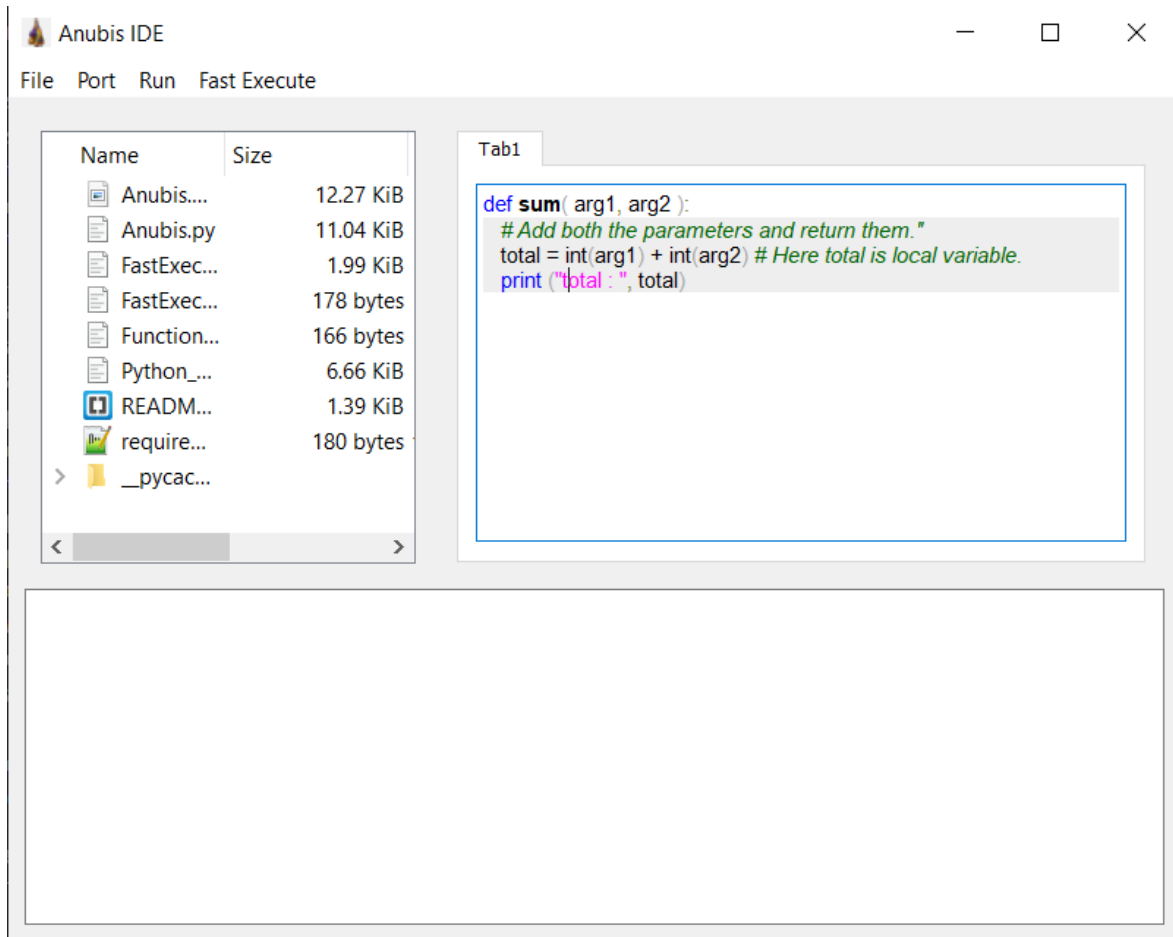 Anubis IDE
File Port Run Fast Execute
Name Size
Anubis.... 12.27 KiB
Anubis.py 11.04 KiB
FastExec... 1.99 KiB
FastExec... 178 bytes
Function... 166 bytes
Python_... 6.66 KiB
READM... 1.39 KiB
require... 180 bytes
__pycac...
Tab1
def sum( arg1, arg2 ):
# Add both the parameters and return them."
total = int(arg1) + int(arg2) # Here total is local variable.
print ("total : ", total)